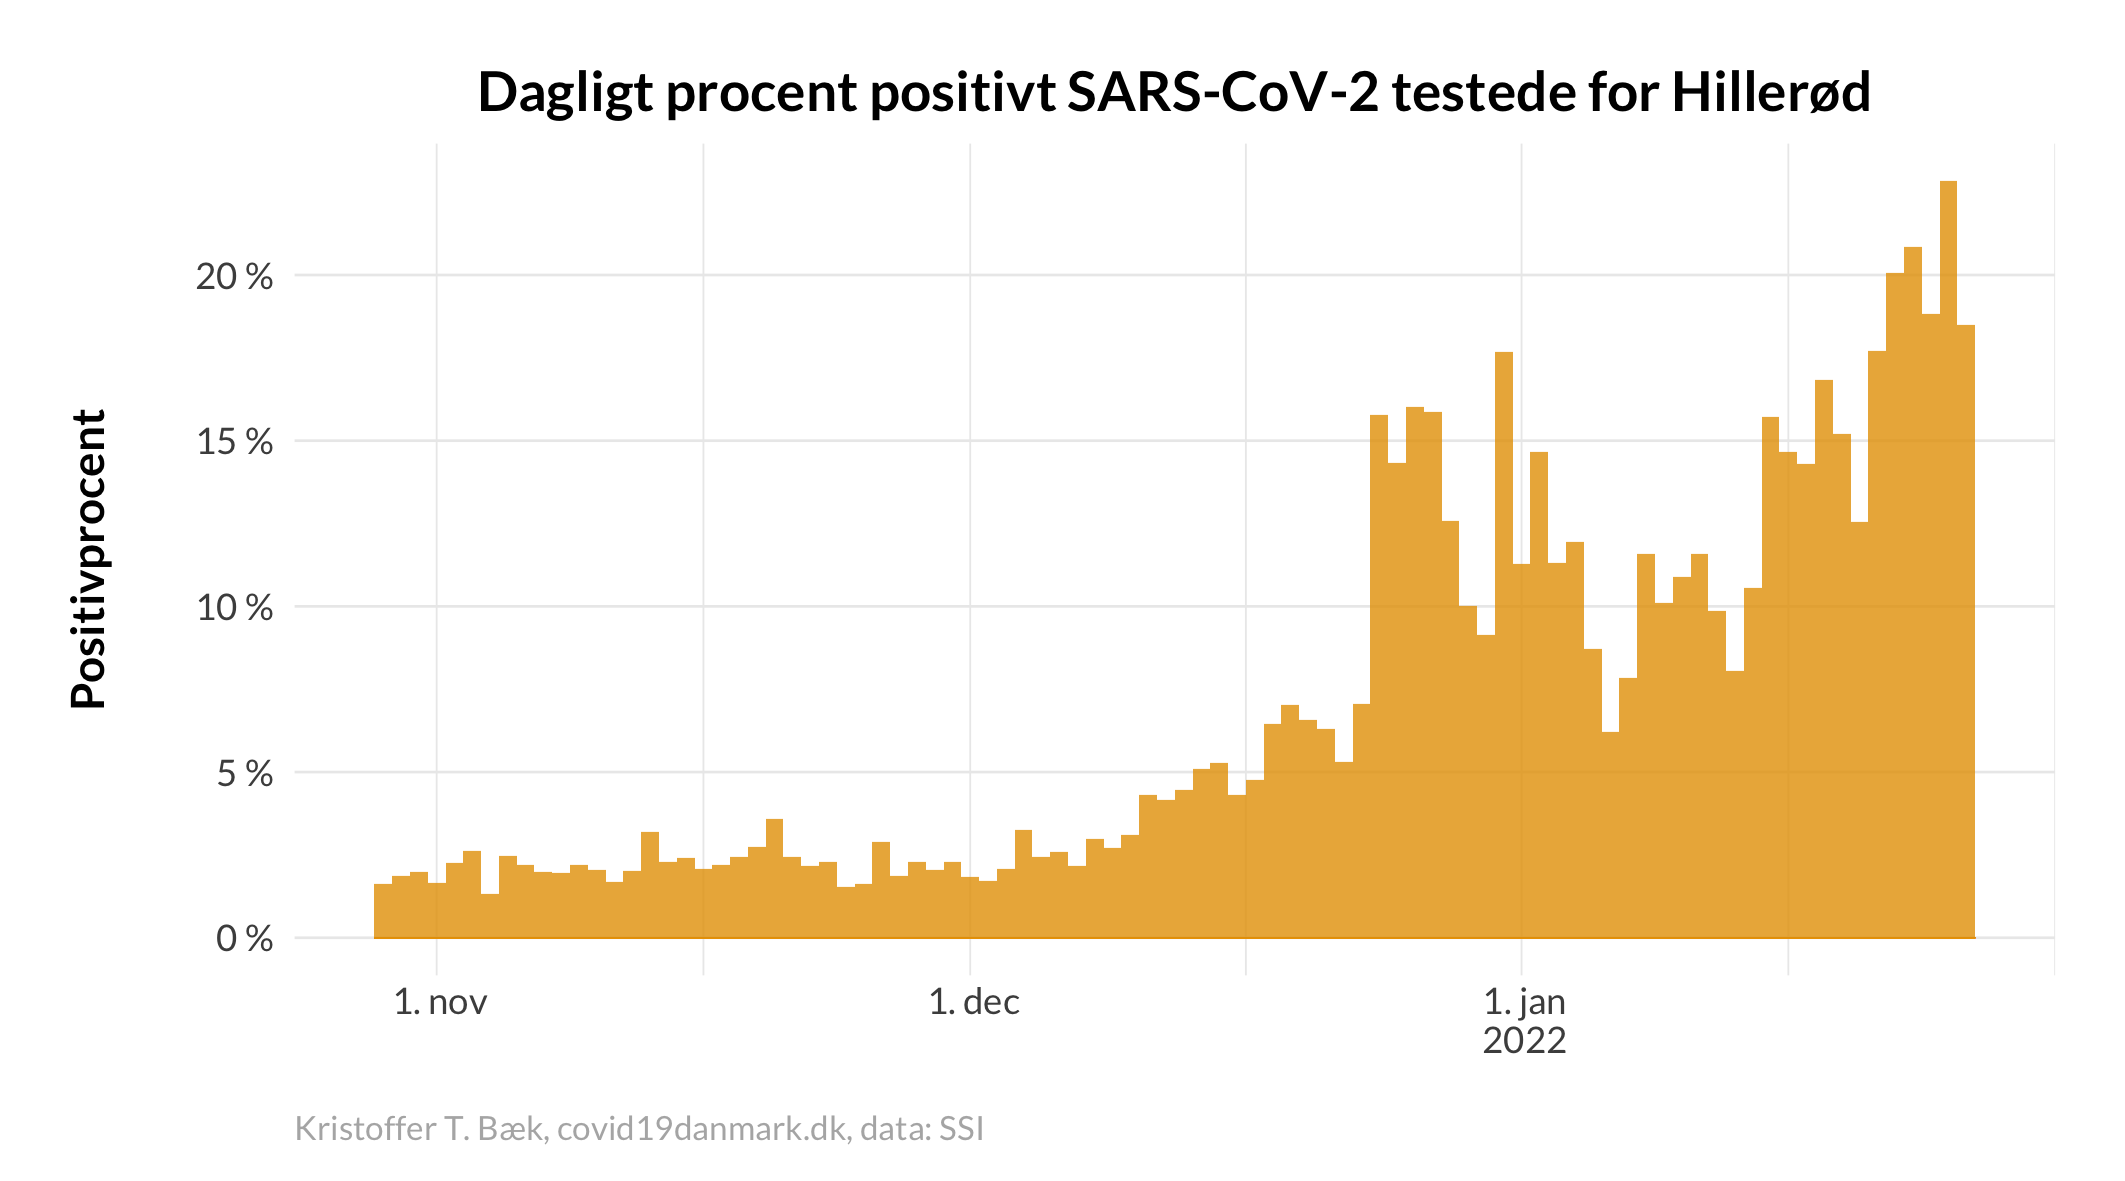 Dagligt procent positivt SARS-CoV-2 testede for Hillerød
Positivprocent
20 %
15 %
10 %
5 %
0 %
1. nov
1. dec
1. jan
2022
Kristoffer T. Bæk, covid19danmark.dk, data: SSI